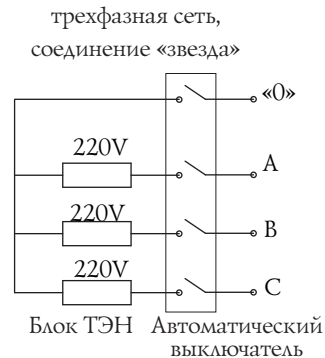 трехфазная сеть,
соединение «звезда»
«0»
220V
A
220V
B
220V
C
Блок ТЭН
Автоматический
выключатель